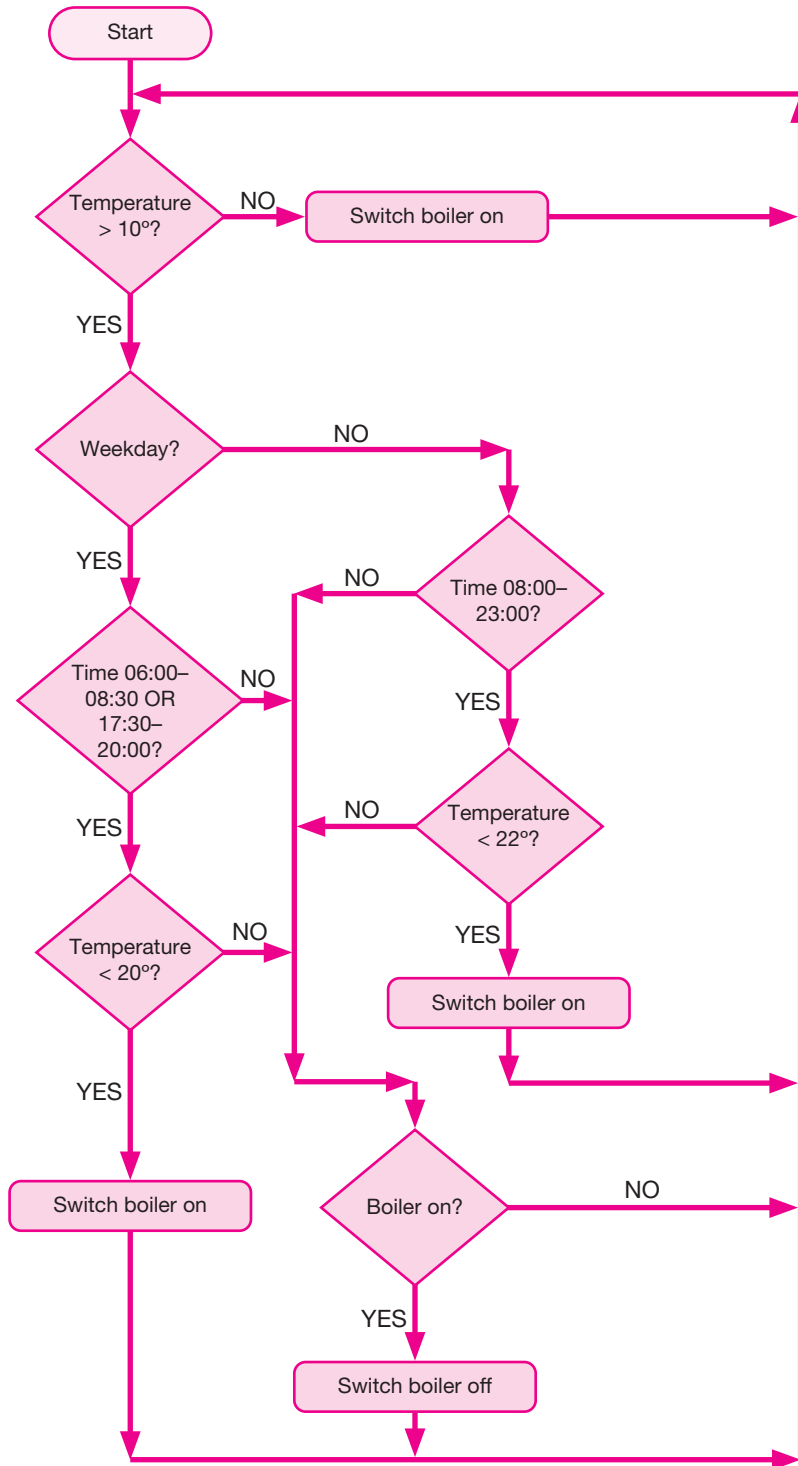 Start
Temperature
> 10º?
NO
Switch boiler on
YES
Weekday?
NO
YES
Time 08:00–
23:00?
NO
YES
Time 06:00–
08:30 OR
17:30–
20:00?
NO
YES
Temperature
< 22º?
NO
YES
Switch boiler on
Temperature
< 20º?
NO
YES
Switch boiler on
Boiler on?
NO
YES
Switch boiler off